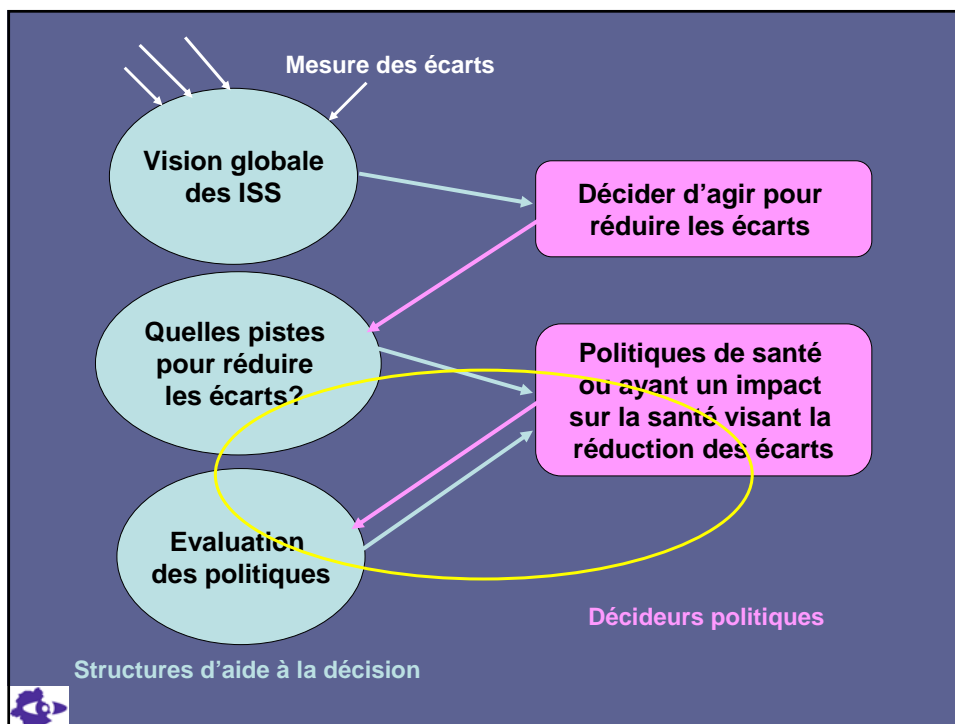 Mesure des écarts
Vision globale
des ISS
Décider d'agir pour
réduire les écarts
Quelles pistes
pour réduire
les écarts?
Politiques de santé
ou ayant un impact
sur la santé visant la
réduction des écarts
Evaluation
des politiques
Décideurs politiques
Structures d'aide à la décision